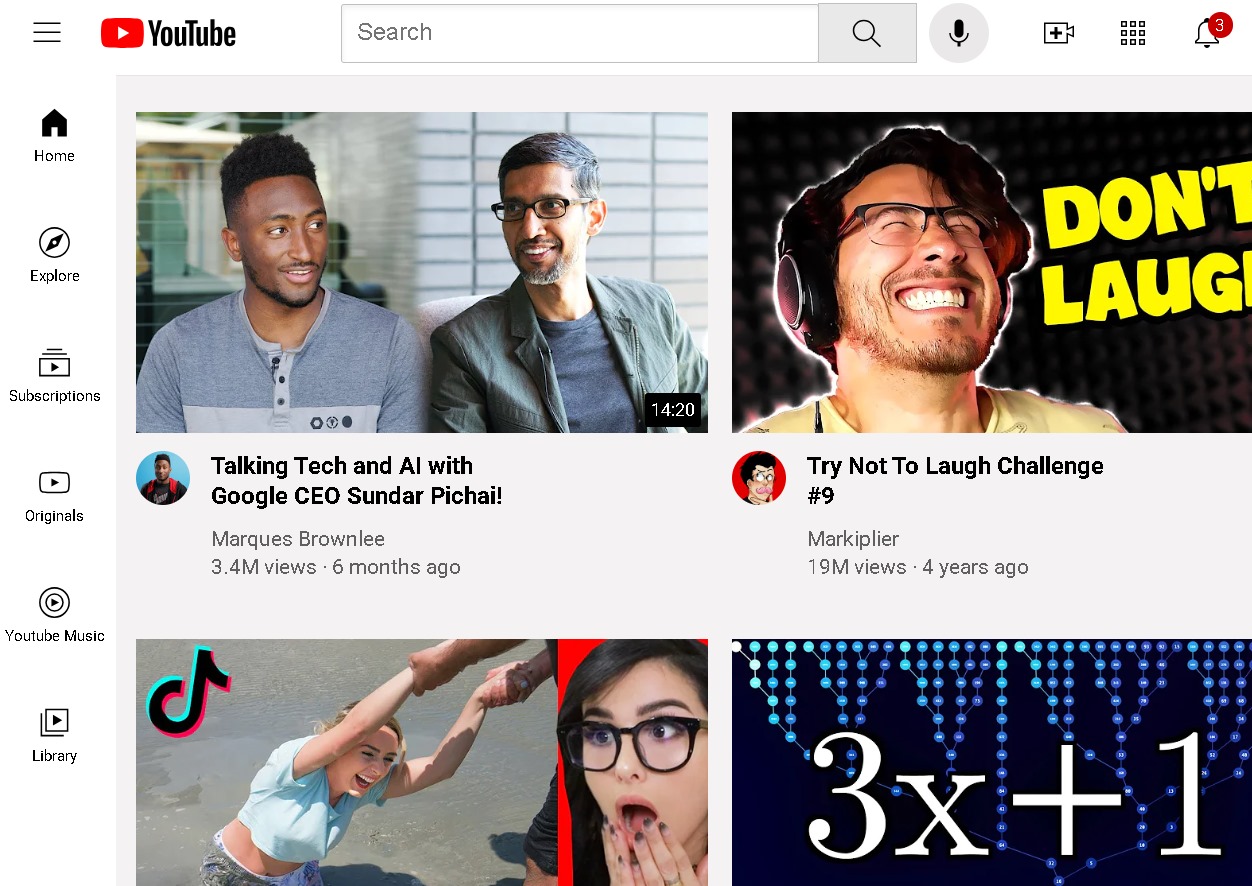 YouTube
Search
3
Home
Explore
Subscriptions
Originals
Youtube Music
Library
DON'T
LAUGH
14:20
Talking Tech and AI with
Google CEO Sundar Pichai!
Marques Brownlee
3.4M views · 6 months ago
Try Not To Laugh Challenge
#9
Markiplier
19M views · 4 years ago
3x+1